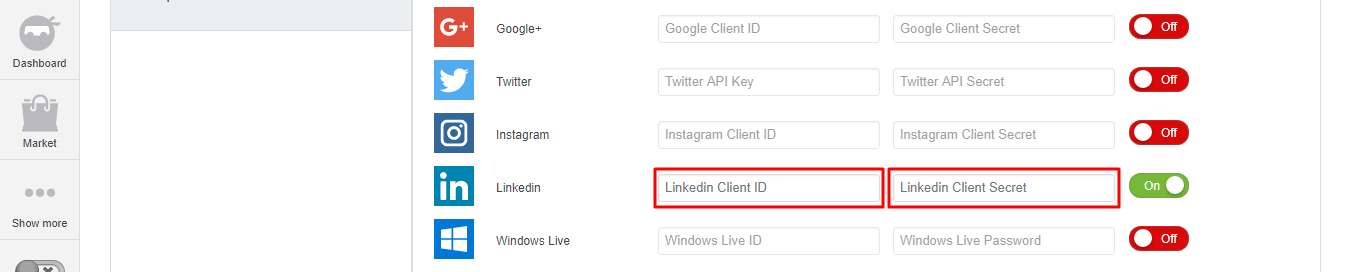 Dashboard
Market
Show more
G+
Google+ Google Client ID Google Client Secret Off
Twitter Twitter API Key Twitter API Secret Off
Instagram Instagram Client ID Instagram Client Secret Off
in
Linkedin Linkedin Client ID Linkedin Client Secret On
Windows Live Windows Live ID Windows Live Password Off